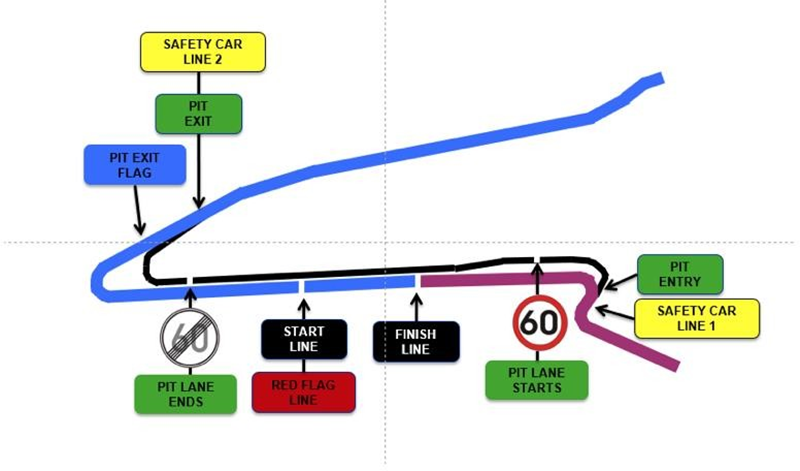 SAFETY CAR
LINE 2
PIT
EXIT
PIT EXIT
FLAG
PIT
ENTRY
SAFETY CAR
LINE 1
60
60
START
LINE
FINISH
LINE
PIT LANE
STARTS
PIT LANE
ENDS
RED FLAG
LINE